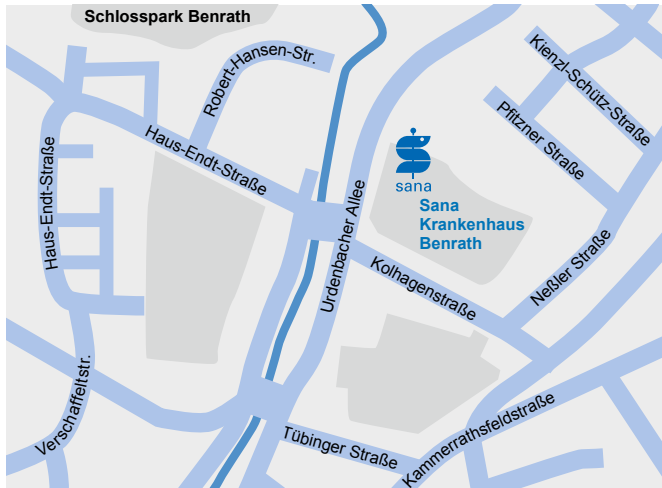 Schlosspark Benrath
Robert-Hansen-Str.
Kienzl-Schütz-Straße
Pfitzner Straße
Haus-Endt-Straße
Haus-Endt-Straße
sana
Sana
Krankenhaus
Benrath
Urdenbacher Allee
Kolhagenstraße
Neßler Straße
Verschaffeltstr.
Tübinger Straße
Kammerrathsfeldstraße